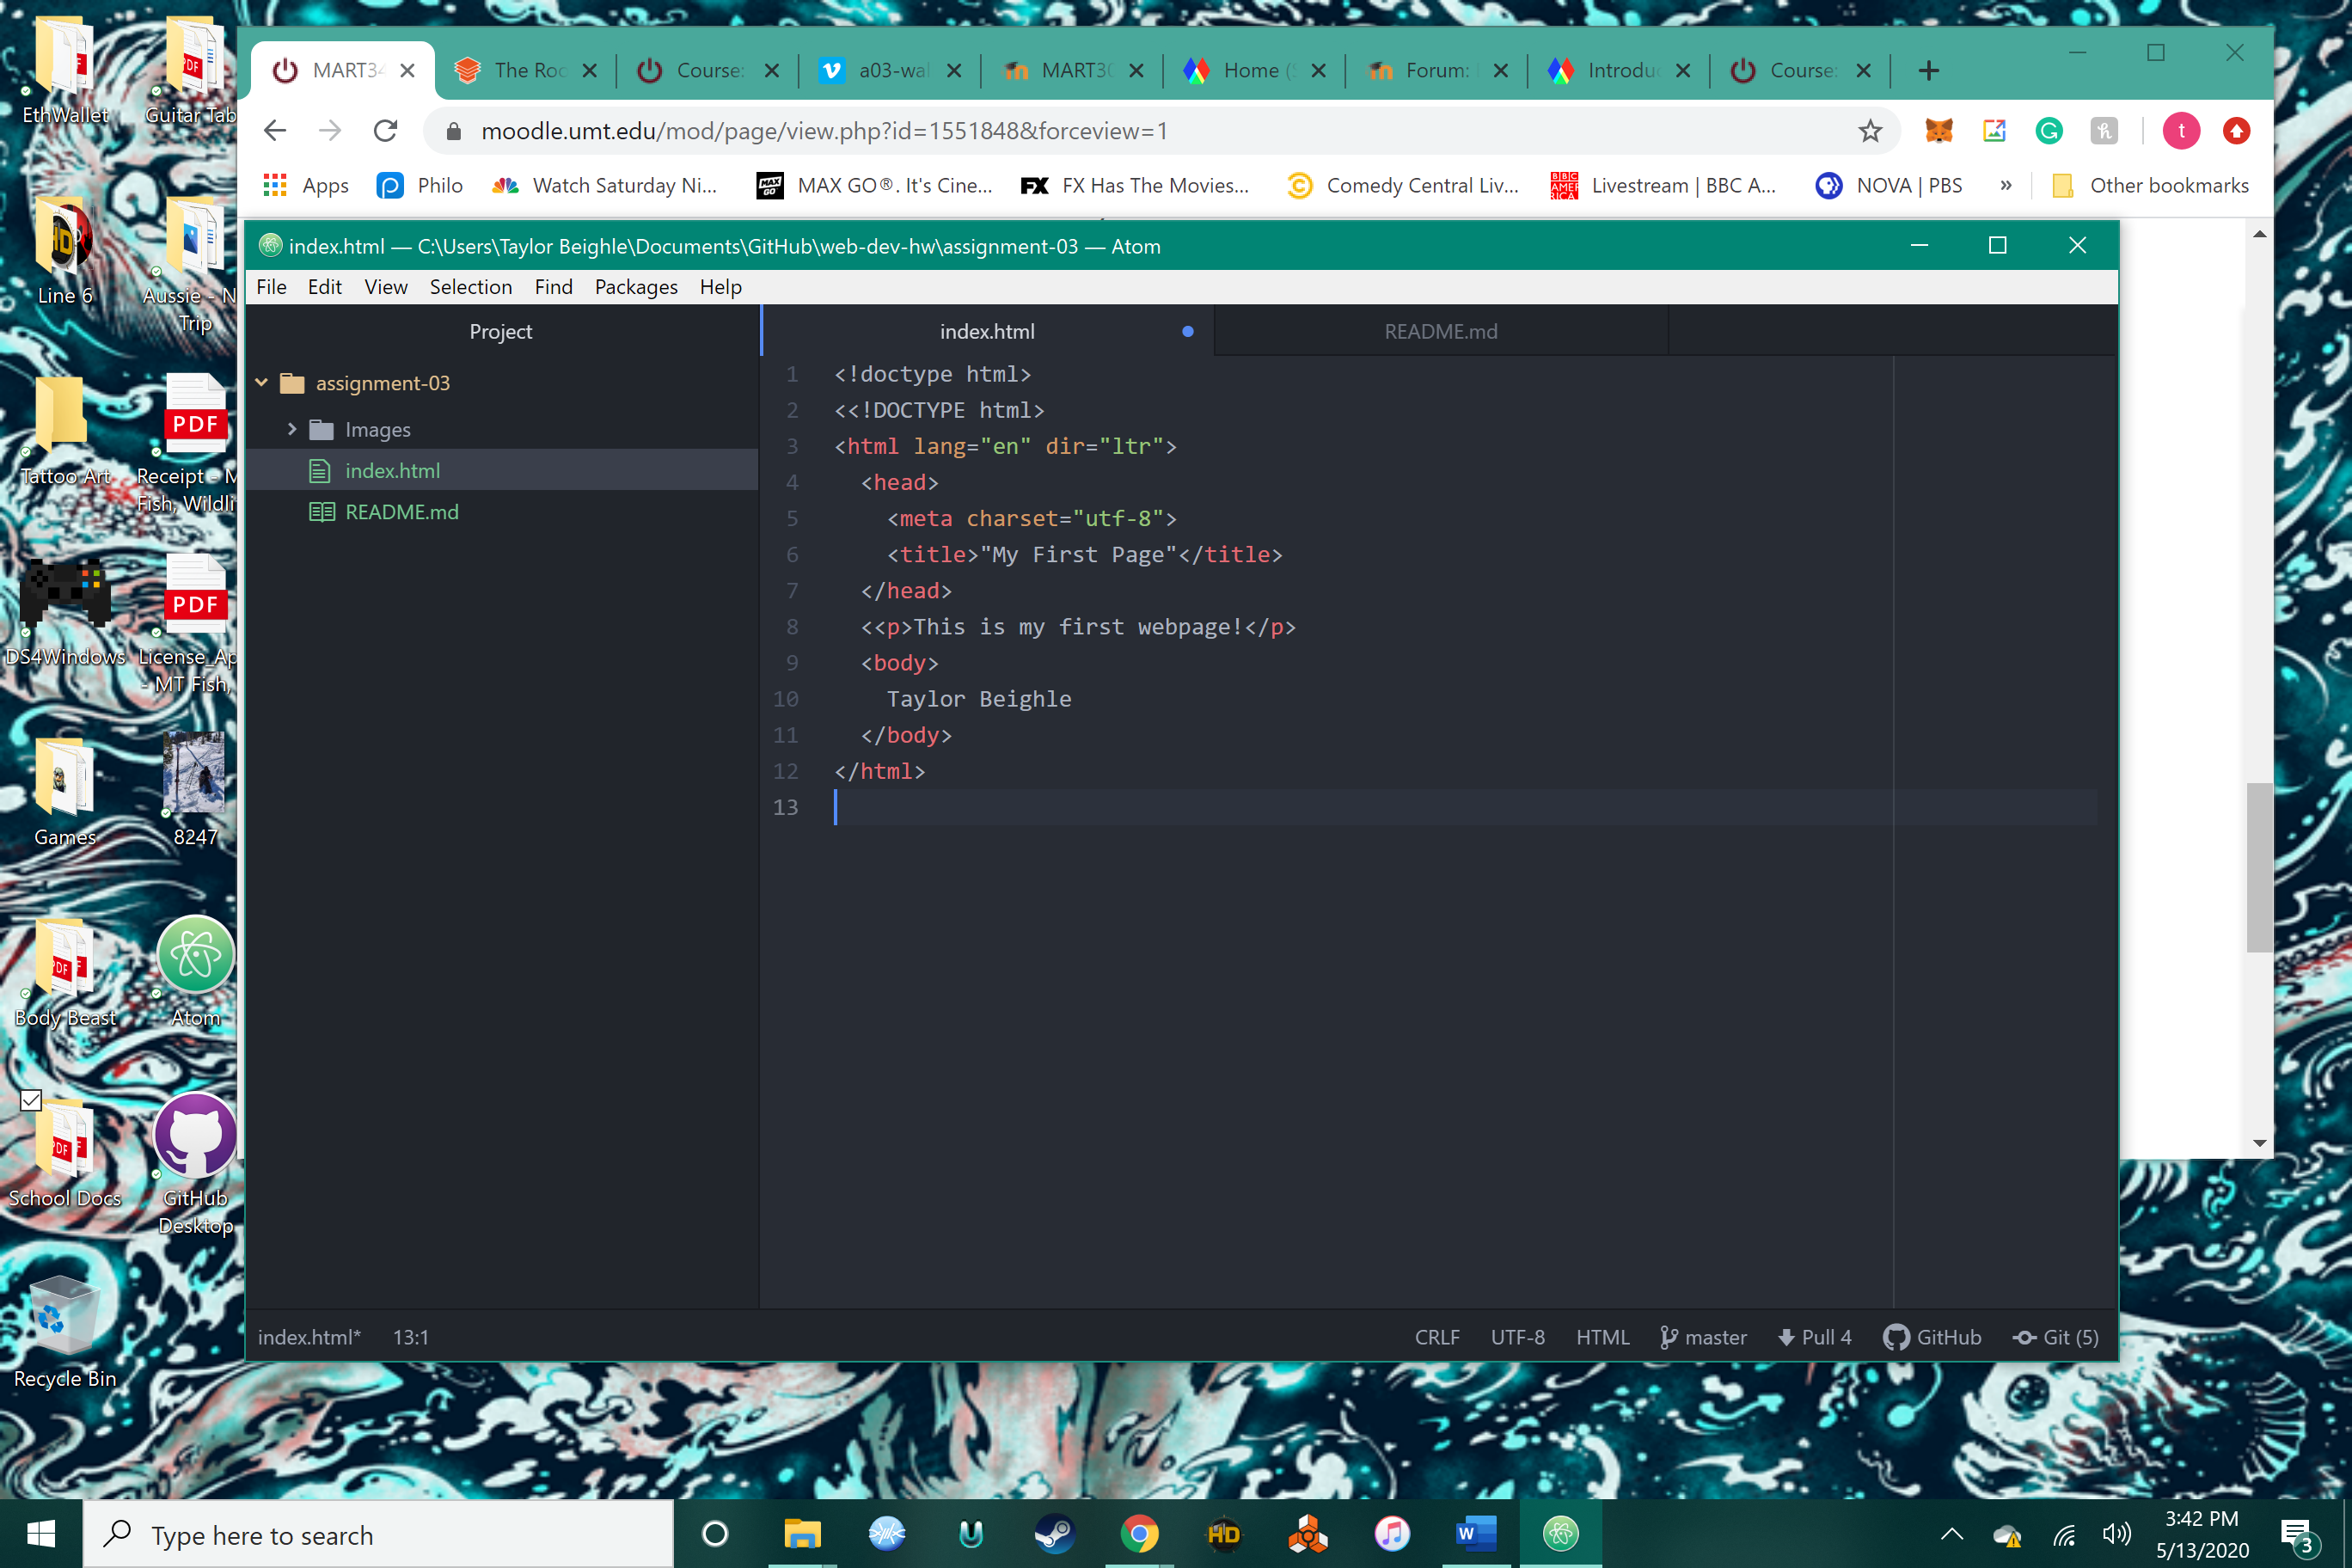 EthWallet
Guitar Tab
Line 6
Aussie - N
Trip
Tattoo Art
PDF
Receipt - M
Fish, Wildli
DS4Windows
PDF
License_Ap
- MT Fish,
Games
8247
Body Beast
Atom
School Docs
GitHub
Desktop
Recycle Bin
MART34
The Roc
Course:
a03-wal
MART30
Home (S
Forum:
Introduc
Course:
moodle.umt.edu/mod/page/view.php?id=1551848&forceview=1
Apps
Philo
Watch Saturday Ni...
MAX GO®. It's Cine...
FX Has The Movies...
Comedy Central Liv...
Livestream | BBC A...
NOVA | PBS
»
Other bookmarks
index.html — C:\Users\Taylor Beighle\Documents\GitHub\web-dev-hw\assignment-03 — Atom
File Edit View Selection Find Packages Help
Project
assignment-03
Images
index.html
README.md
index.html
README.md
1 <!doctype html>
2 <<!DOCTYPE html>
3 <html lang="en" dir="ltr">
4 <head>
5 <meta charset="utf-8">
6 <title>"My First Page"</title>
7 </head>
8 <<p>This is my first webpage!</p>
9 <body>
10 Taylor Beighle
11 </body>
12 </html>
13
index.html* 13:1
CRLF UTF-8 HTML master Pull 4 GitHub Git (5)
Type here to search
3:42 PM
5/13/2020
3